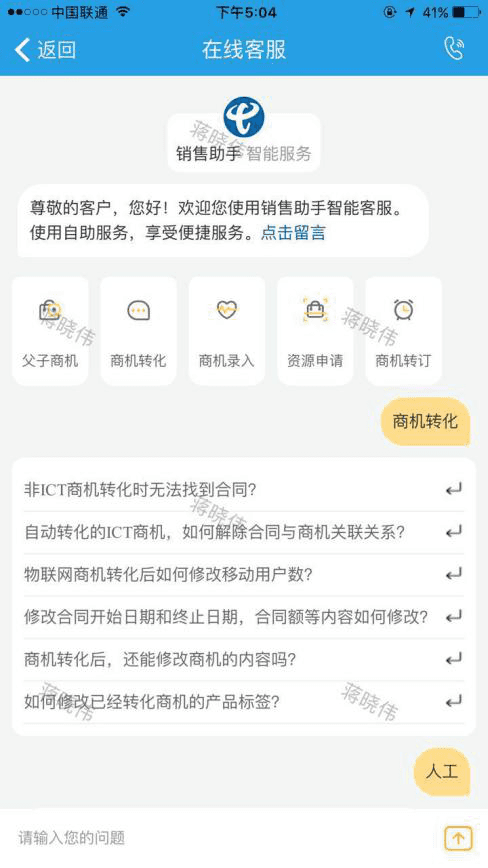 中国联通
下午5:04
41%
返回
在线客服
销售助手 智能服务
尊敬的客户，您好！欢迎您使用销售助手智能客服。
使用自助服务，享受便捷服务。点击留言
父子商机
商机转化
商机录入
资源申请
商机转订
商机转化
非ICT商机转化时无法找到合同?
自动转化的ICT商机，如何解除合同与商机关联关系?
物联网商机转化后如何修改移动用户数?
修改合同开始日期和终止日期，合同额等内容如何修改?
商机转化后，还能修改商机的内容吗?
如何修改已经转化商机的产品标签?
人工
请输入您的问题
蒋晓伟
蒋晓伟
蒋晓伟
蒋晓伟
蒋晓伟
蒋晓伟